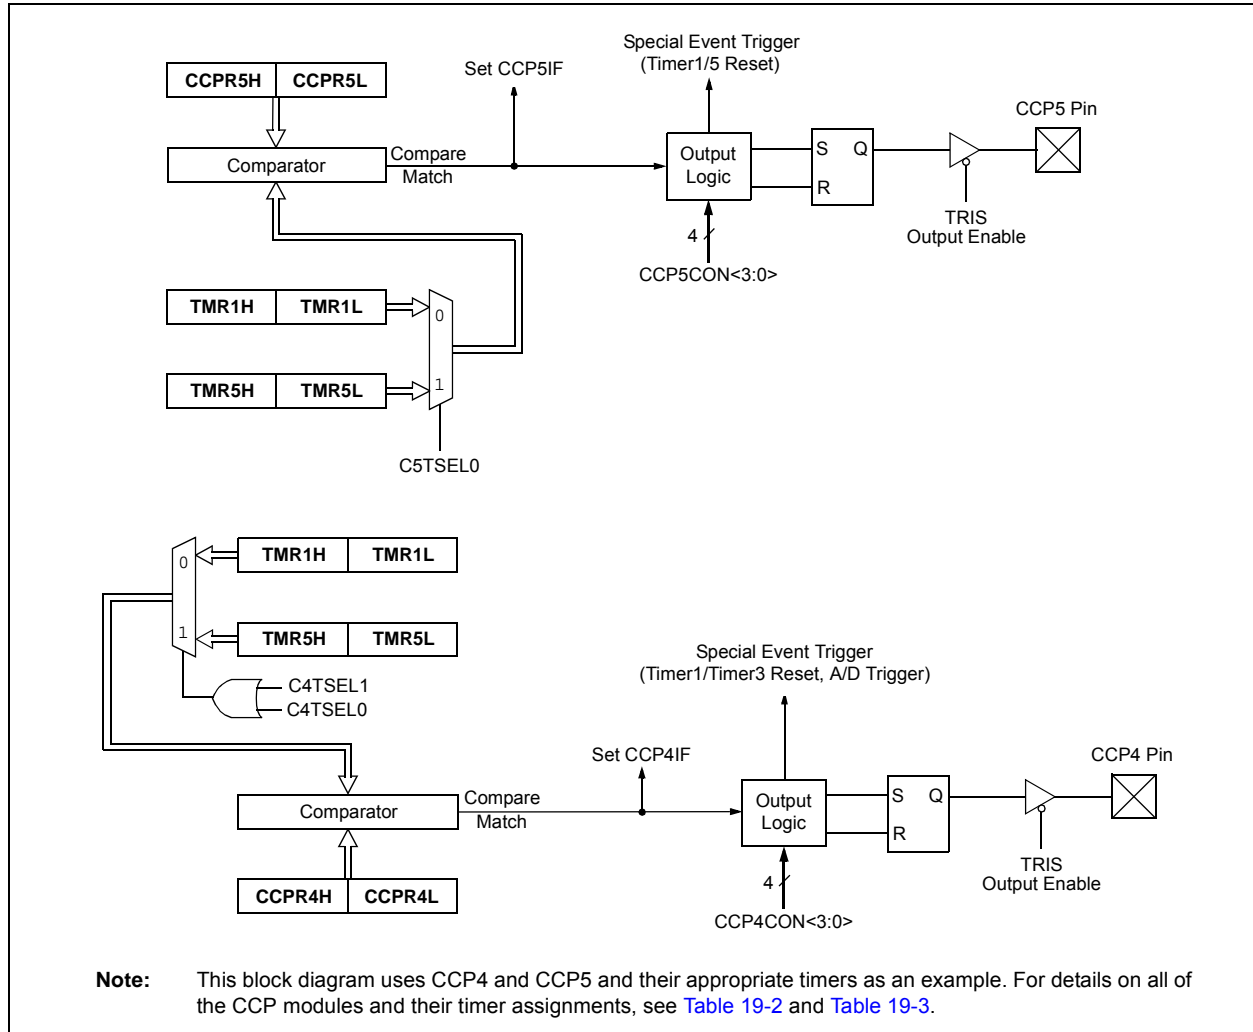 Special Event Trigger
(Timer1/5 Reset)
Set CCP5IF
CCPR5H CCPR5L
CCP5 Pin
Comparator
Compare
Match
Output
Logic
S Q
R
TRIS
Output Enable
4
CCP5CON<3:0>
TMR1H TMR1L
0
TMR5H TMR5L
1
C5TSEL0
0
TMR1H TMR1L
1
TMR5H TMR5L
C4TSEL1
C4TSEL0
Special Event Trigger
(Timer1/Timer3 Reset, A/D Trigger)
Set CCP4IF
CCP4 Pin
Comparator
Compare
Match
Output
Logic
S Q
R
TRIS
Output Enable
4
CCPR4H CCPR4L
CCP4CON<3:0>
Note: This block diagram uses CCP4 and CCP5 and their appropriate timers as an example. For details on all of
the CCP modules and their timer assignments, see Table 19-2 and Table 19-3.